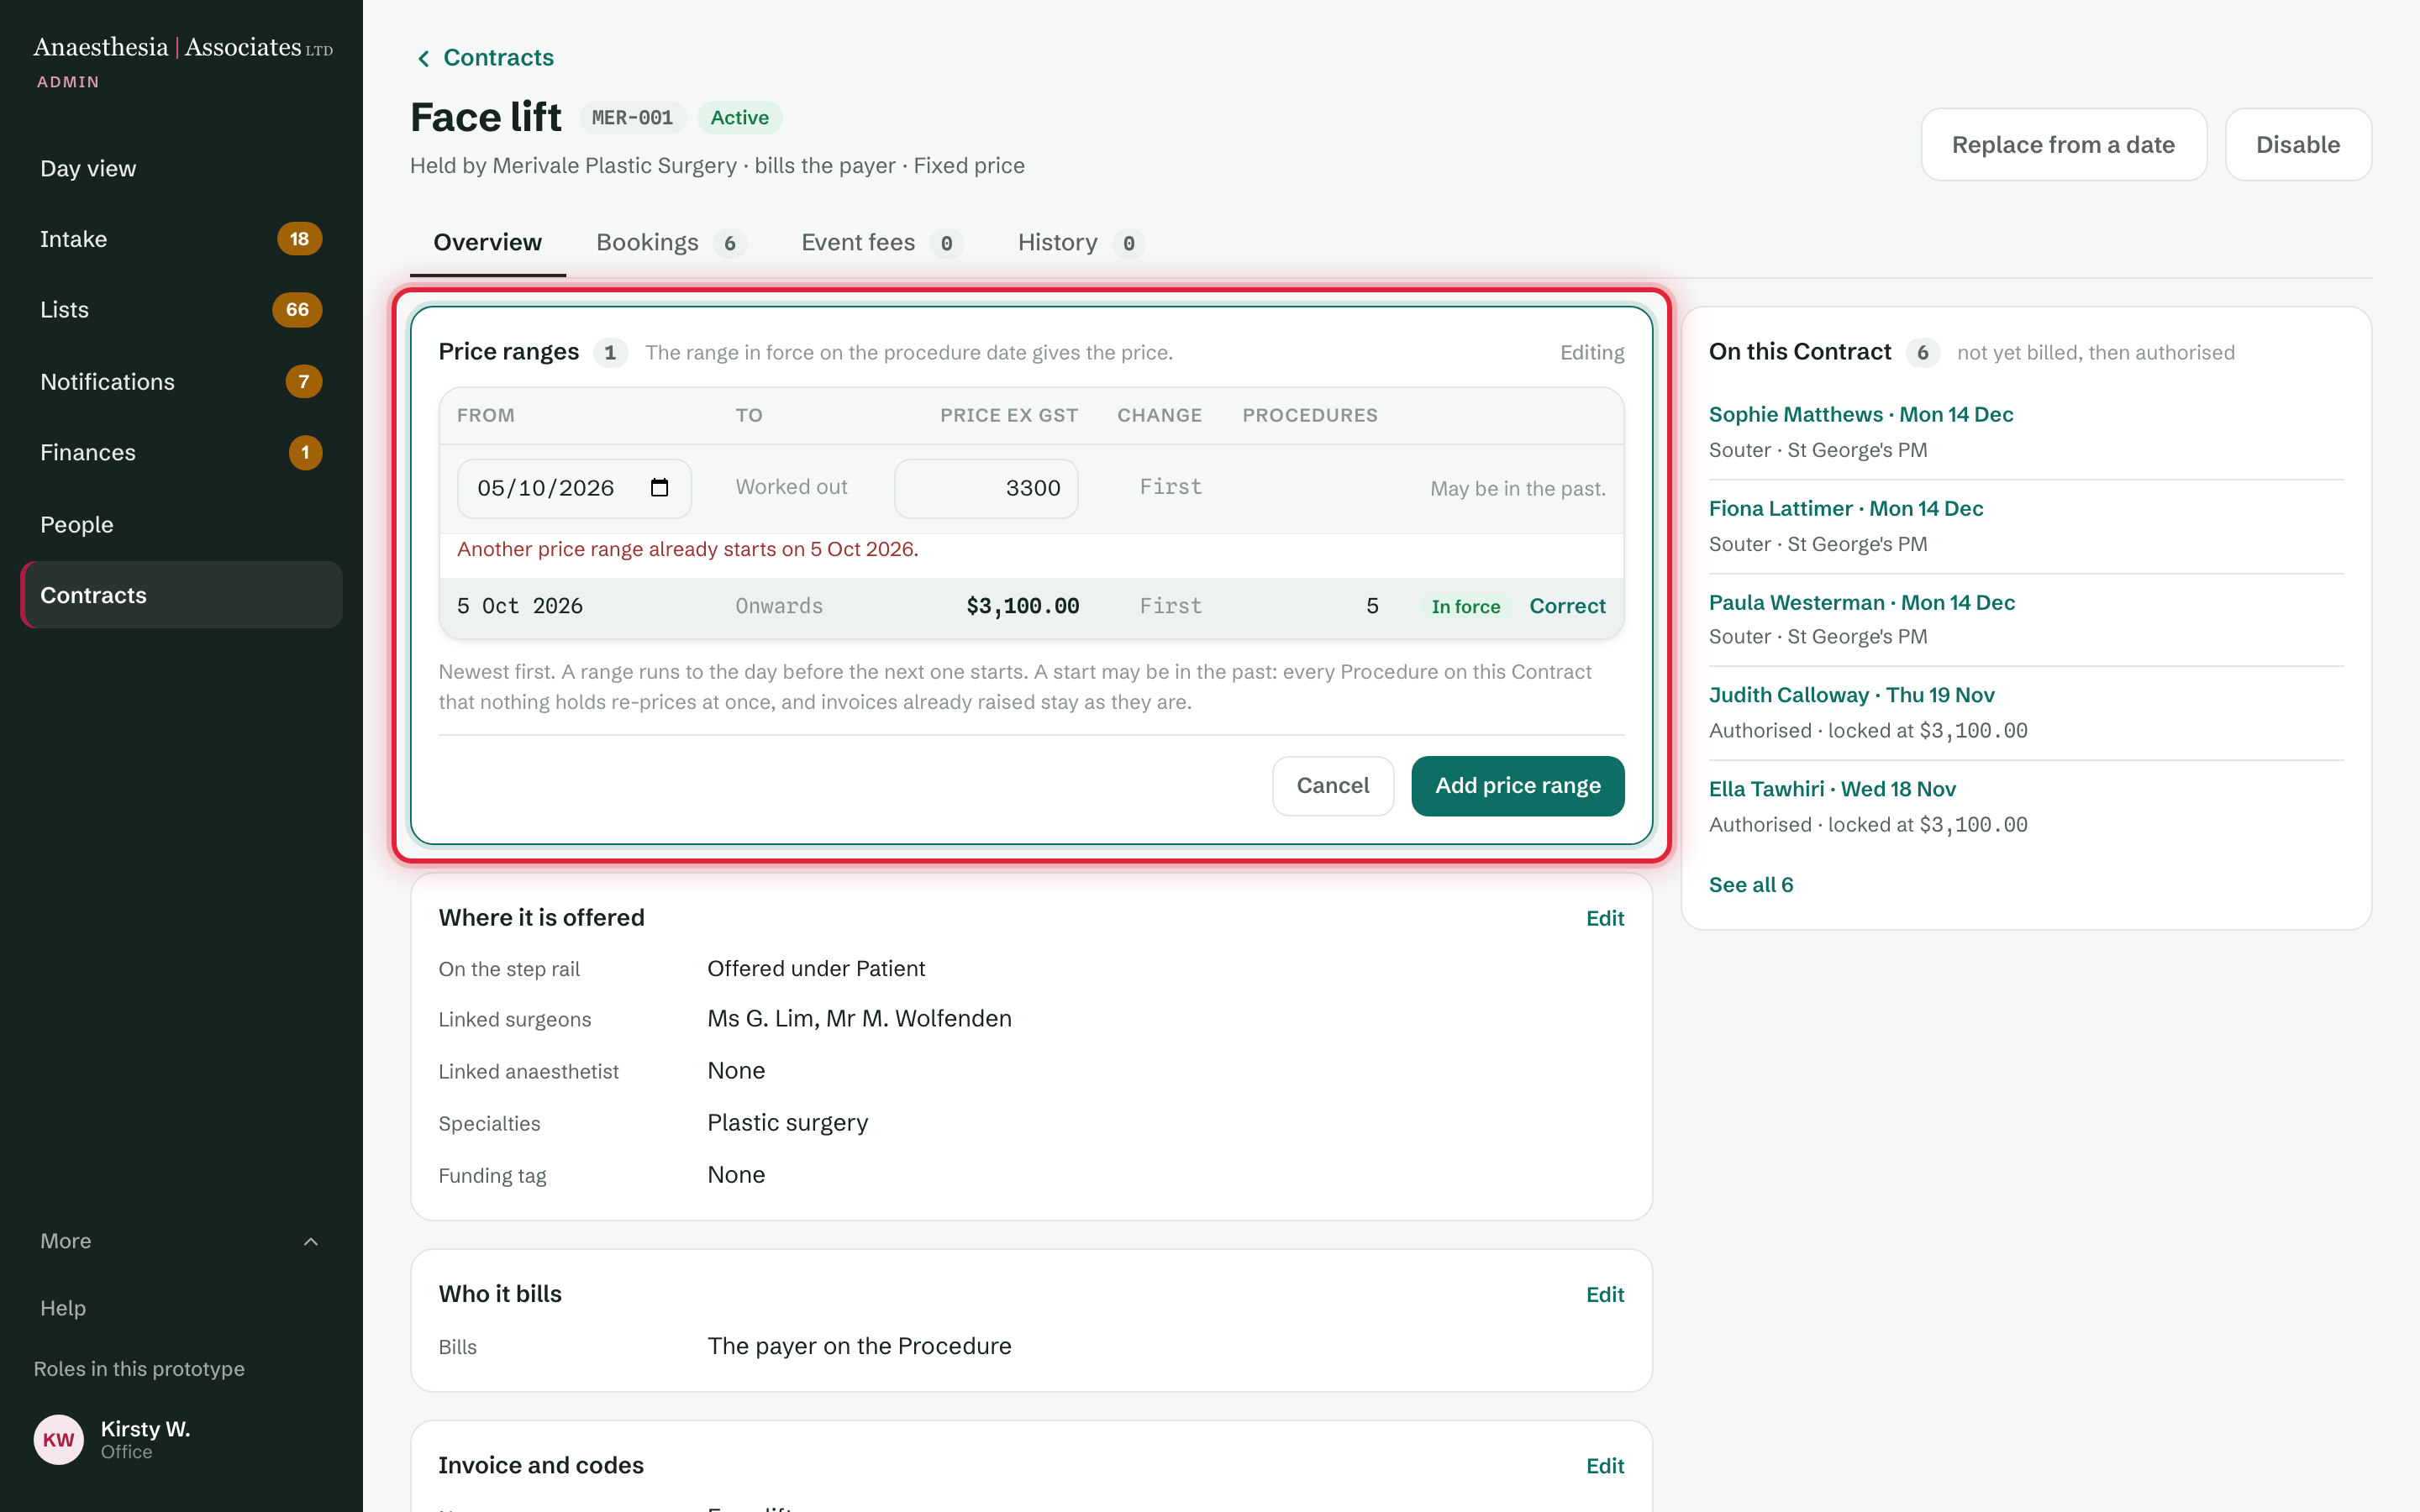 Anaesthesia | Associates LTD
ADMIN
Day view
Intake 18
Lists 66
Notifications 7
Finances 1
People
Contracts
More
Help
Roles in this prototype
KW
Kirsty W.
Office
Contracts
Face lift MER-001 Active
Held by Merivale Plastic Surgery · bills the payer · Fixed price
Replace from a date
Disable
Overview
Bookings 6
Event fees 0
History 0
Price ranges 1 The range in force on the procedure date gives the price. Editing
FROM TO PRICE EX GST CHANGE PROCEDURES
05/10/2026 Worked out 3300 First May be in the past.
Another price range already starts on 5 Oct 2026.
5 Oct 2026 Onwards $3,100.00 First 5 In force Correct
Newest first. A range runs to the day before the next one starts. A start may be in the past: every Procedure on this Contract
that nothing holds re-prices at once, and invoices already raised stay as they are.
Cancel
Add price range
Where it is offered Edit
On the step rail Offered under Patient
Linked surgeons Ms G. Lim, Mr M. Wolfenden
Linked anaesthetist None
Specialties Plastic surgery
Funding tag None
Who it bills Edit
Bills The payer on the Procedure
Invoice and codes Edit
On this Contract 6 not yet billed, then authorised
Sophie Matthews · Mon 14 Dec
Souter · St George's PM
Fiona Lattimer · Mon 14 Dec
Souter · St George's PM
Paula Westerman · Mon 14 Dec
Souter · St George's PM
Judith Calloway · Thu 19 Nov
Authorised · locked at $3,100.00
Ella Tawhiri · Wed 18 Nov
Authorised · locked at $3,100.00
See all 6